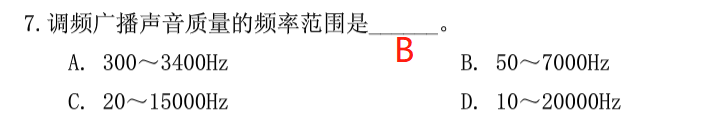 7.调频广播声音质量的频率范围是______。
B
A. 300～3400Hz B. 50～7000Hz
C. 20～15000Hz D. 10～20000Hz